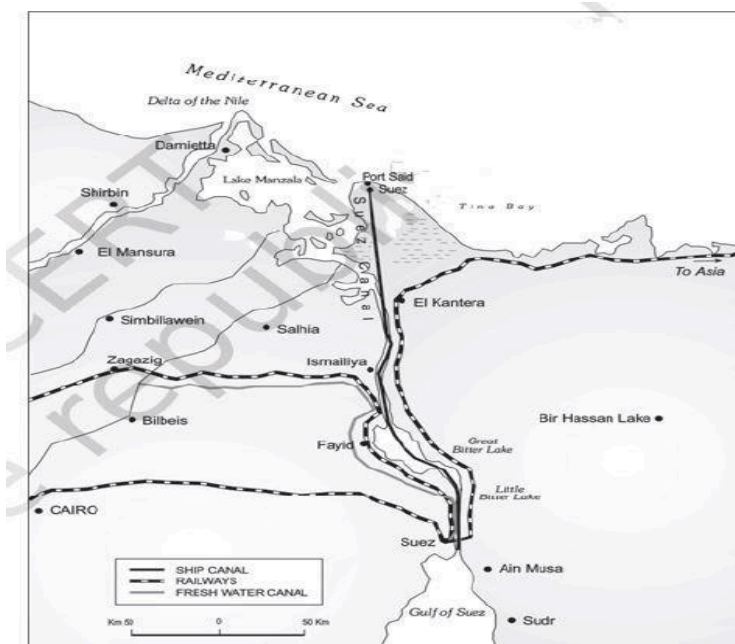 Mediterranean Sea
Delta of the Nile
Damietta
Lake Manzala
Port Said
Suez
Shirbin
Tina Bay
Suez Canal
El Mansura
To Asia
El Kantera
Simbillawein
Salhia
Zagazig
Ismailiya
Bilbeis
Bir Hassan Lake
Fayid
Great
Bitter Lake
Little
Bitter Lake
CAIRO
Suez
Ain Musa
SHIP CANAL
RAILWAYS
FRESH WATER CANAL
Gulf of Suez
Sudr
Km 50 0 50 Km